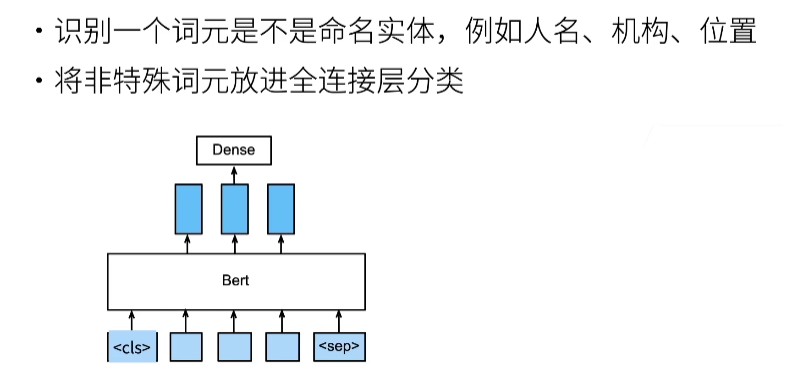 • 识别一个词元是不是命名实体，例如人名、机构、位置
• 将非特殊词元放进全连接层分类
Dense
Bert
<cls> <sep>